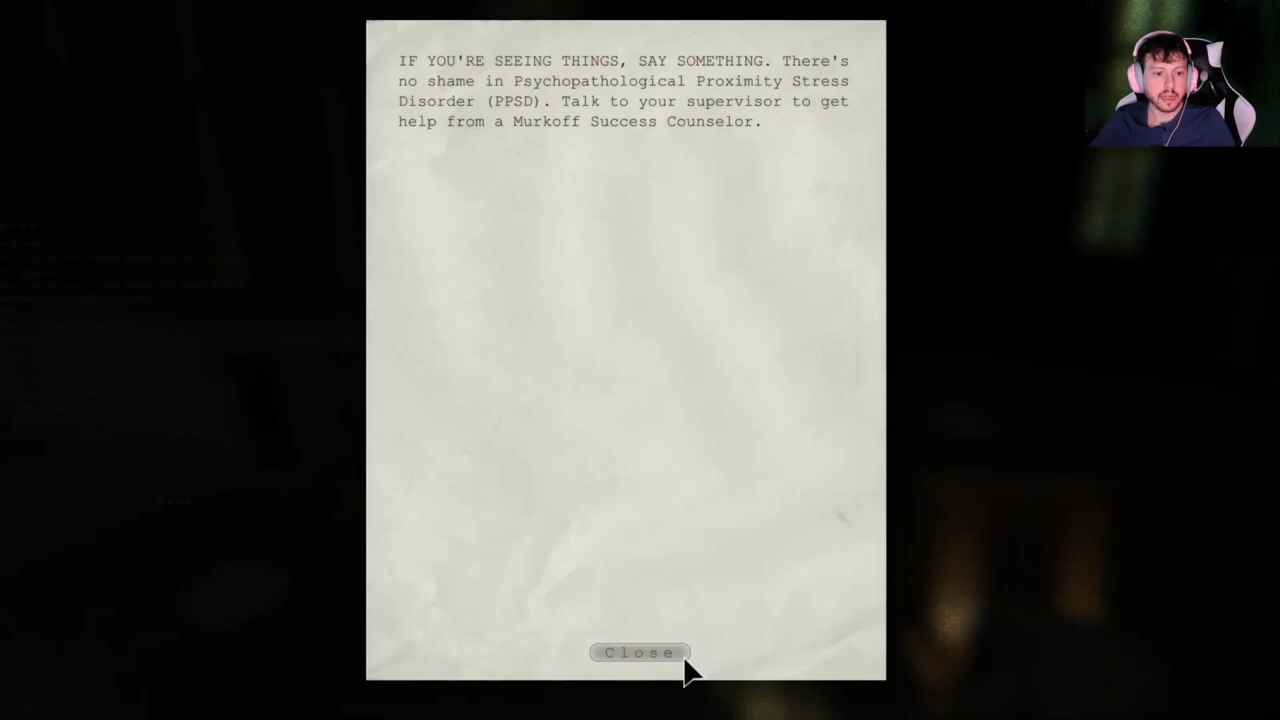 IF YOU'RE SEEING THINGS, SAY SOMETHING. There's
no shame in Psychopathological Proximity Stress
Disorder (PPSD). Talk to your supervisor to get
help from a Murkoff Success Counselor.
Close